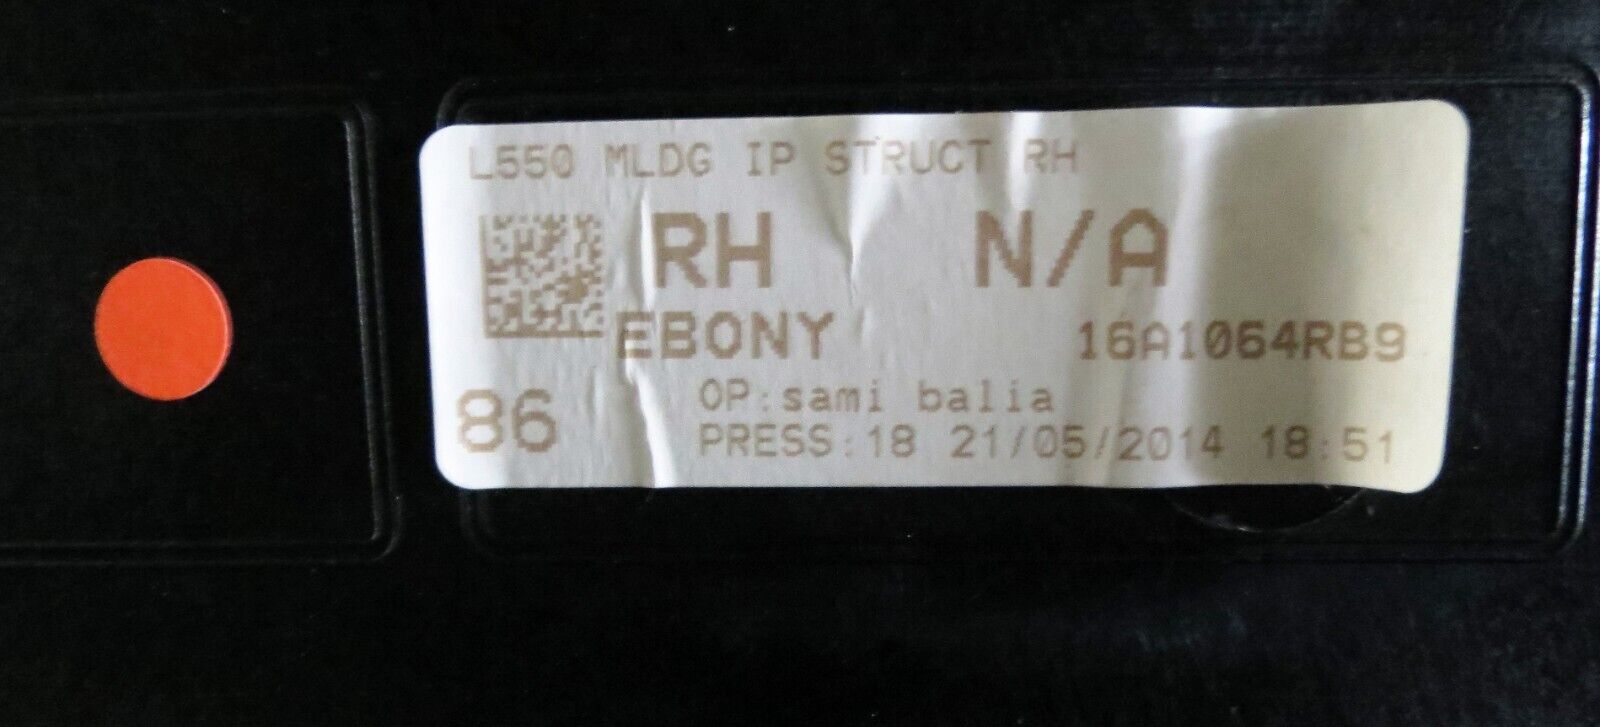 L550 MLDG IP STRUCT RH
RH N/A
EBONY 16A1064RB9
86 OP:sami balia
PRESS:18 21/05/2014 18:51